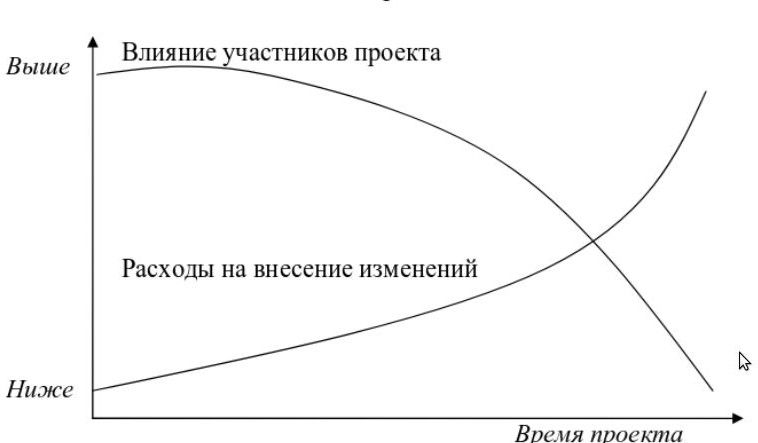 Влияние участников проекта
Выше
Расходы на внесение изменений
Ниже
Время проекта